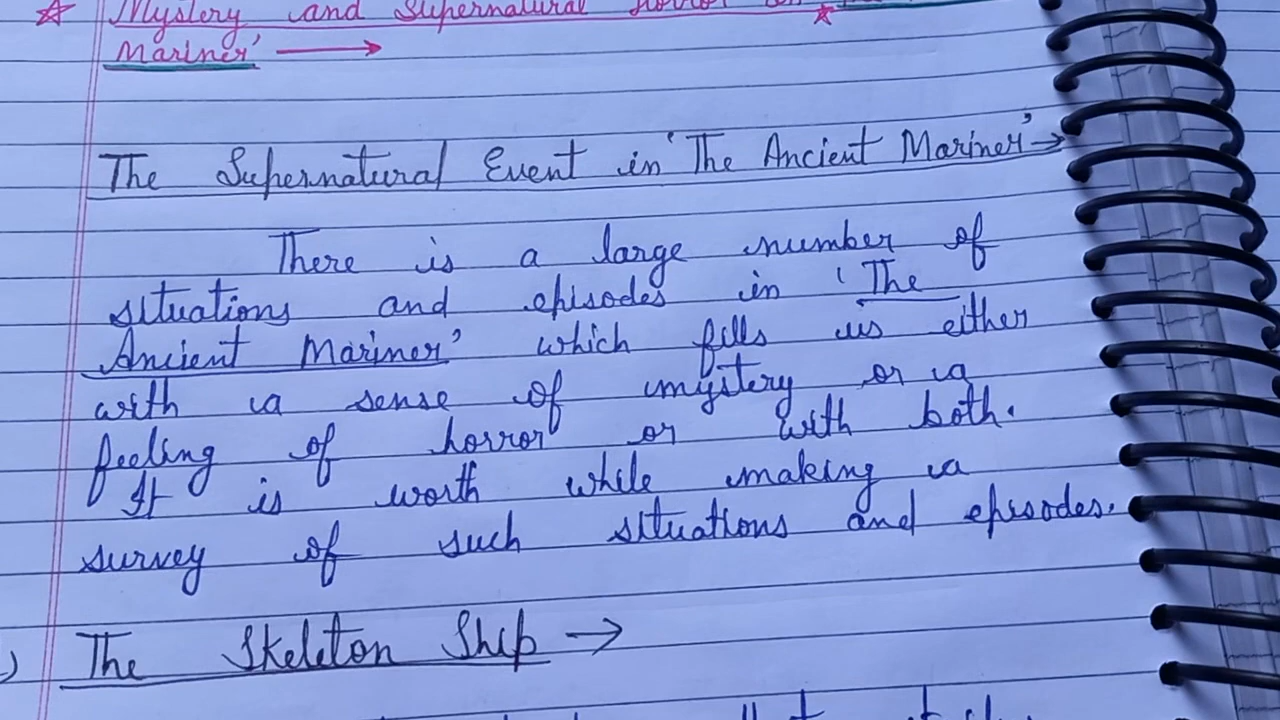 ☆ Mystery and Supernatural Horror in
Mariner' ⟶
The Supernatural Event in 'The Ancient Mariner' →
There is a large number of
situations and episodes in 'The
Ancient Mariner' which fills us either
with a sense of mystery or a
feeling of horror or with both.
It is worth while making a
survey of such situations and episodes.
) The Skeleton Ship →